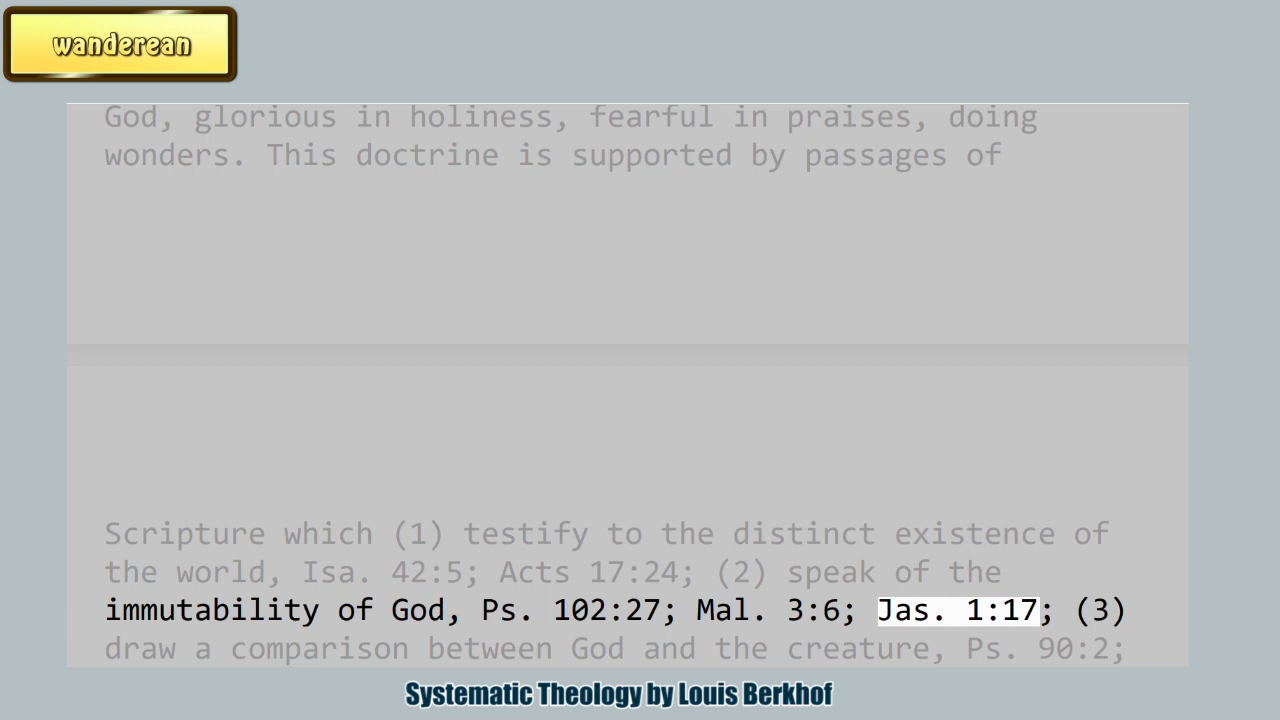 wanderean
God, glorious in holiness, fearful in praises, doing
wonders. This doctrine is supported by passages of
Scripture which (1) testify to the distinct existence of
the world, Isa. 42:5; Acts 17:24; (2) speak of the
immutability of God, Ps. 102:27; Mal. 3:6; Jas. 1:17; (3)
draw a comparison between God and the creature, Ps. 90:2;
Systematic Theology by Louis Berkhof